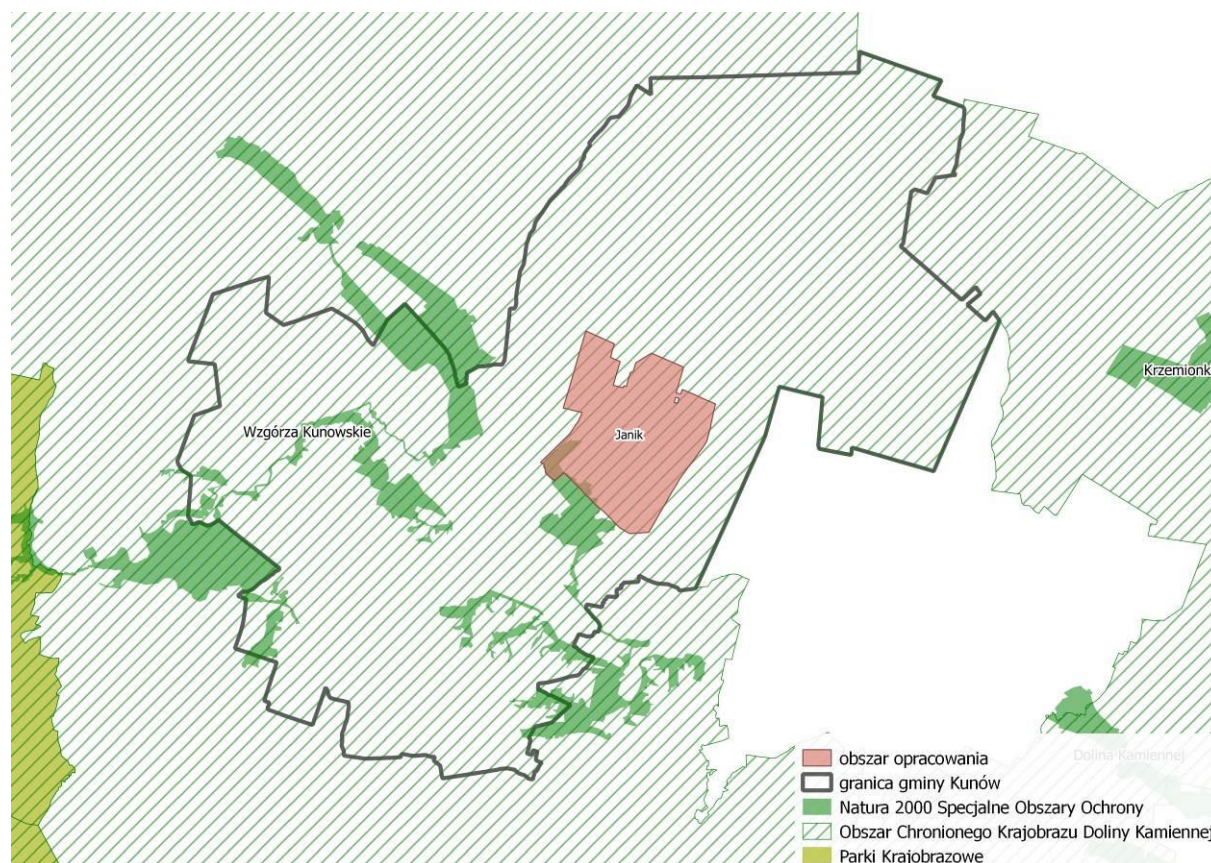 Krzemionk
Wzgórza Kunowskie
Janik
Dolina Kamiennej
obszar opracowania
granica gminy Kunów
Natura 2000 Specjalne Obszary Ochrony
Obszar Chronionego Krajobrazu Doliny Kamiennej
Parki Krajobrazowe